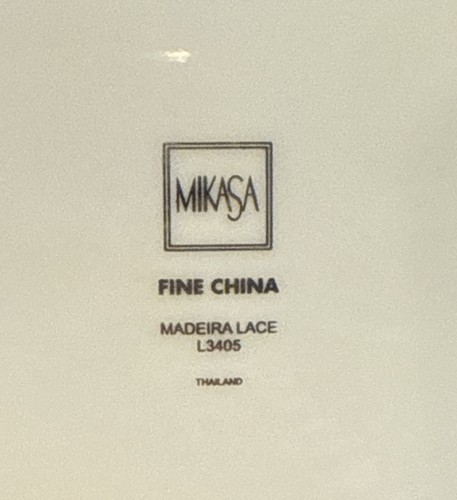 MIKASA
FINE CHINA
MADEIRA LACE
L3405
THAILAND